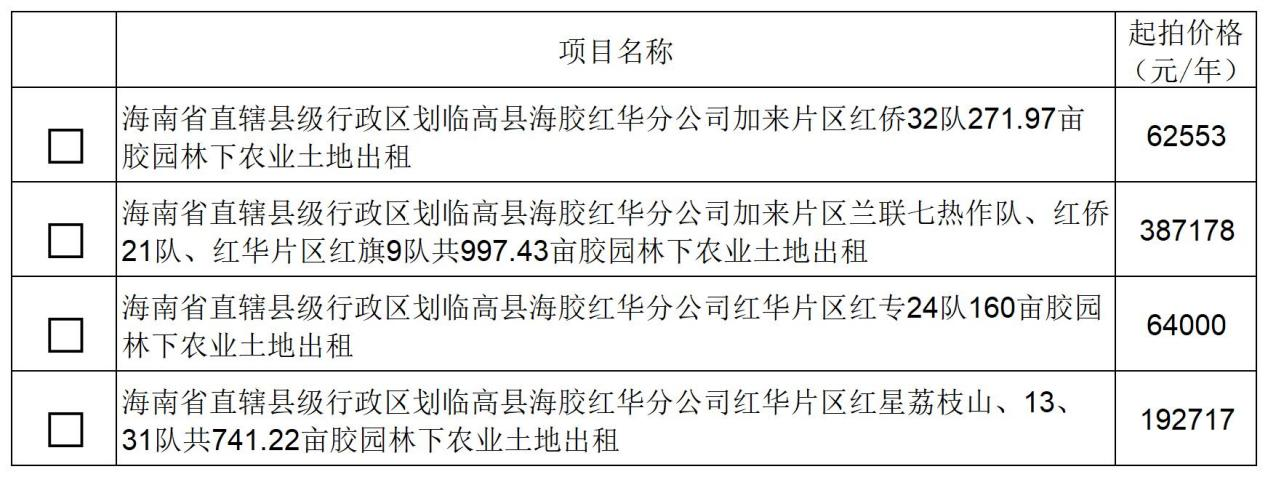 项目名称
起拍价格
（元/年）
□
海南省直辖县级行政区划临高县海胶红华分公司加来片区红侨32队271.97亩
胶园林下农业土地出租
62553
□
海南省直辖县级行政区划临高县海胶红华分公司加来片区兰联七热作队、红侨
21队、红华片区红旗9队共997.43亩胶园林下农业土地出租
387178
□
海南省直辖县级行政区划临高县海胶红华分公司红华片区红专24队160亩胶园
林下农业土地出租
64000
□
海南省直辖县级行政区划临高县海胶红华分公司红华片区红星荔枝山、13、
31队共741.22亩胶园林下农业土地出租
192717